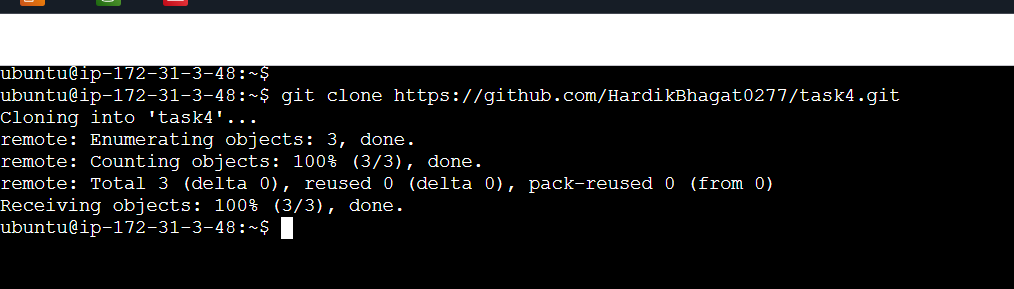 ubuntu@ip-172-31-3-48:~$
ubuntu@ip-172-31-3-48:~$ git clone https://github.com/HardikBhagat0277/task4.git
Cloning into 'task4'...
remote: Enumerating objects: 3, done.
remote: Counting objects: 100% (3/3), done.
remote: Total 3 (delta 0), reused 0 (delta 0), pack-reused 0 (from 0)
Receiving objects: 100% (3/3), done.
ubuntu@ip-172-31-3-48:~$